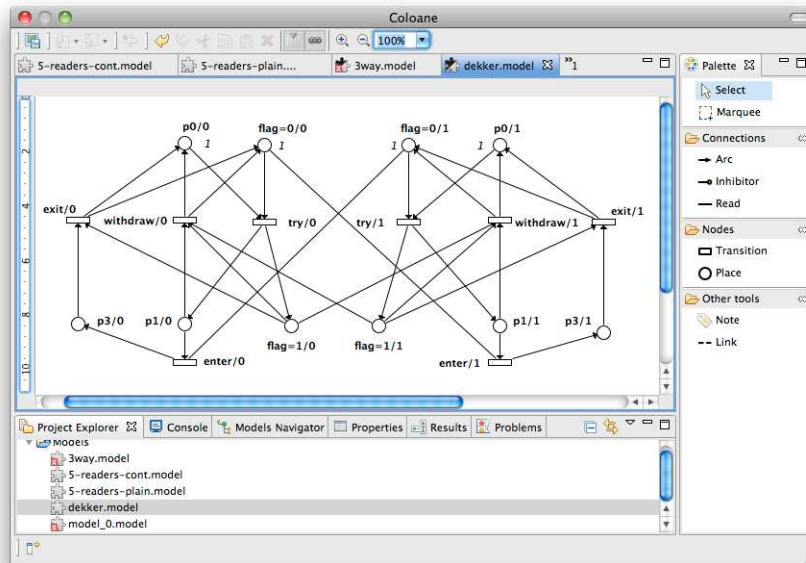 Coloane
100%
5-readers-cont.model
5-readers-plain....
3way.model
dekker.model
»1
Palette
Select
Marquee
Connections
Arc
Inhibitor
Read
Nodes
Transition
Place
Other tools
Note
Link
2
4
6
8
10
p0/0
flag=0/0
flag=0/1
p0/1
1
1
1
1
exit/0
withdraw/0
try/0
try/1
withdraw/1
exit/1
p3/0
p1/0
flag=1/0
flag=1/1
p1/1
p3/1
enter/0
enter/1
Project Explorer
Console
Models Navigator
Properties
Results
Problems
Models
3way.model
5-readers-cont.model
5-readers-plain.model
dekker.model
model_0.model